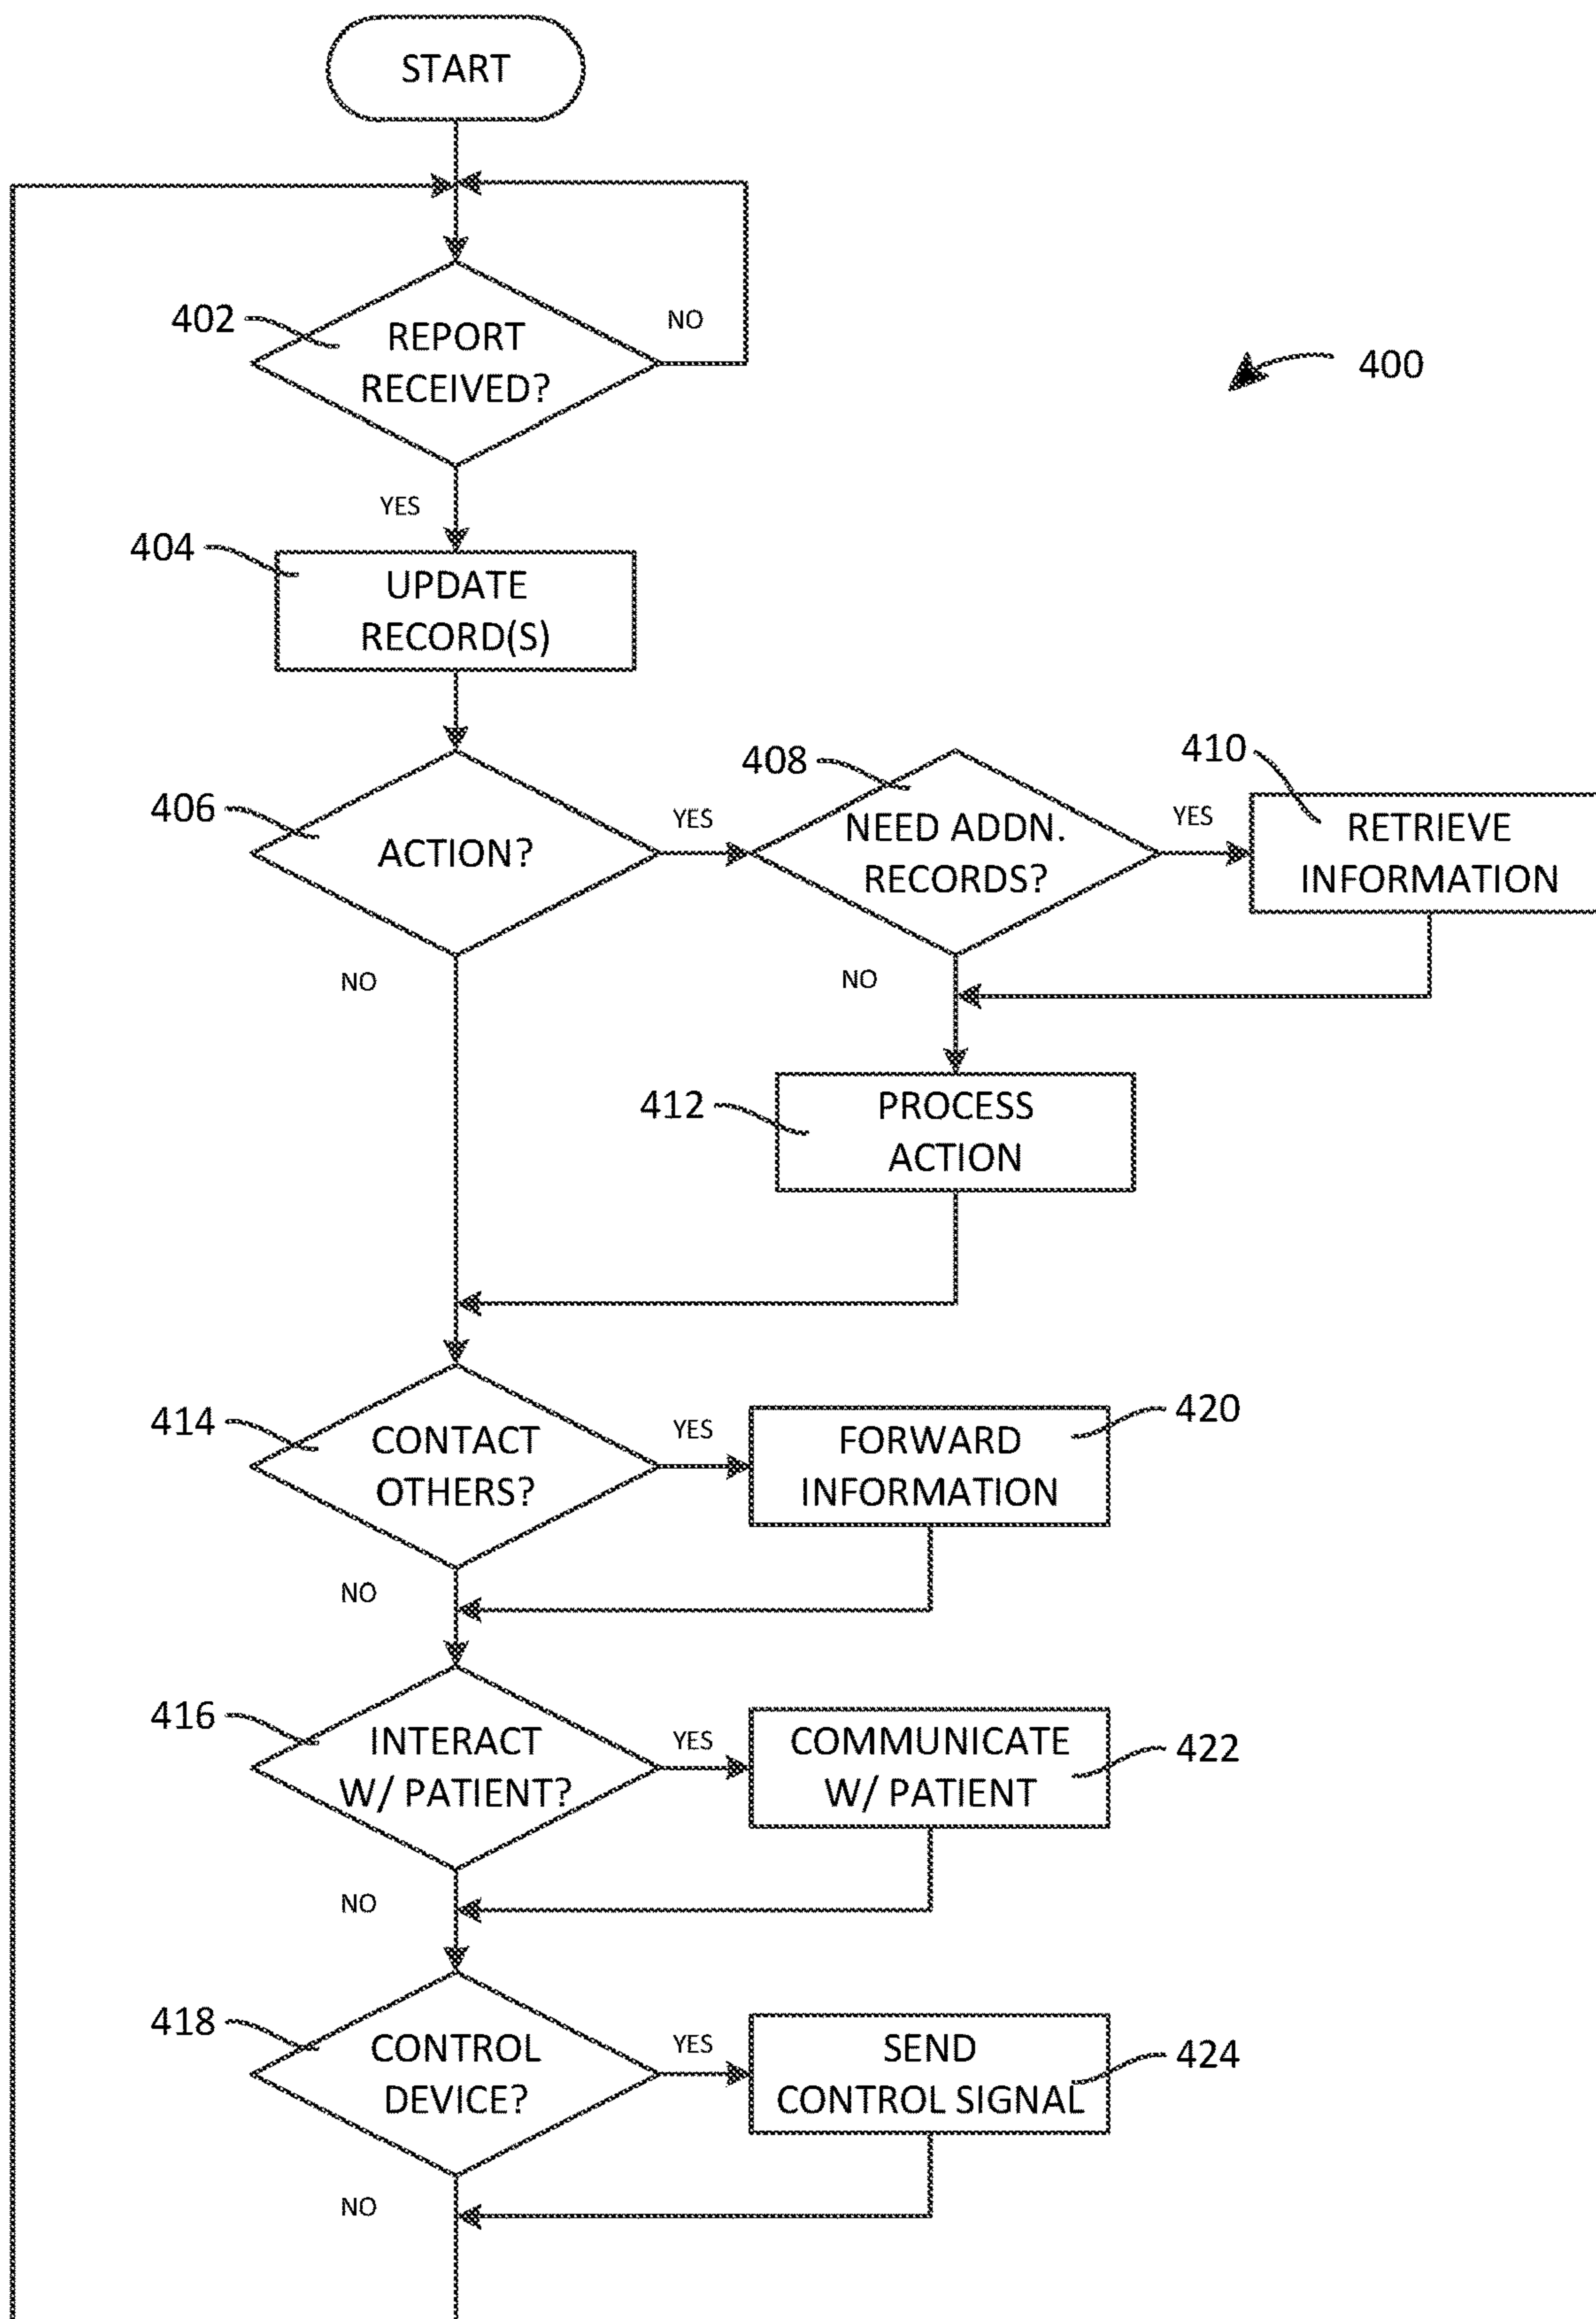 START
402
REPORT
RECEIVED?
NO
400
YES
404
UPDATE
RECORD(S)
406
ACTION?
YES
408
NEED ADDN.
RECORDS?
YES
410
RETRIEVE
INFORMATION
NO
NO
412
PROCESS
ACTION
414
CONTACT
OTHERS?
YES
FORWARD
INFORMATION
420
NO
416
INTERACT
W/ PATIENT?
YES
COMMUNICATE
W/ PATIENT
422
NO
418
CONTROL
DEVICE?
YES
SEND
CONTROL SIGNAL
424
NO